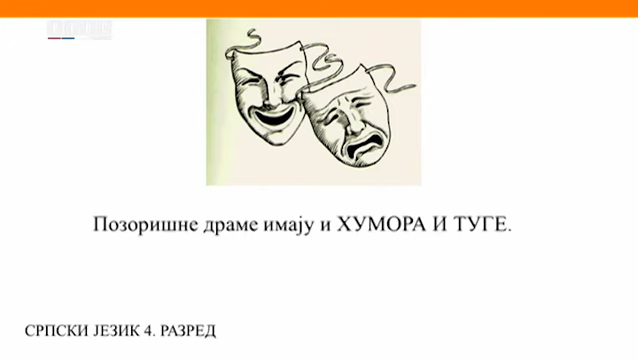 Позоришне драме имају и ХУМОРА И ТУГЕ.
СРПСКИ ЈЕЗИК 4. РАЗРЕД